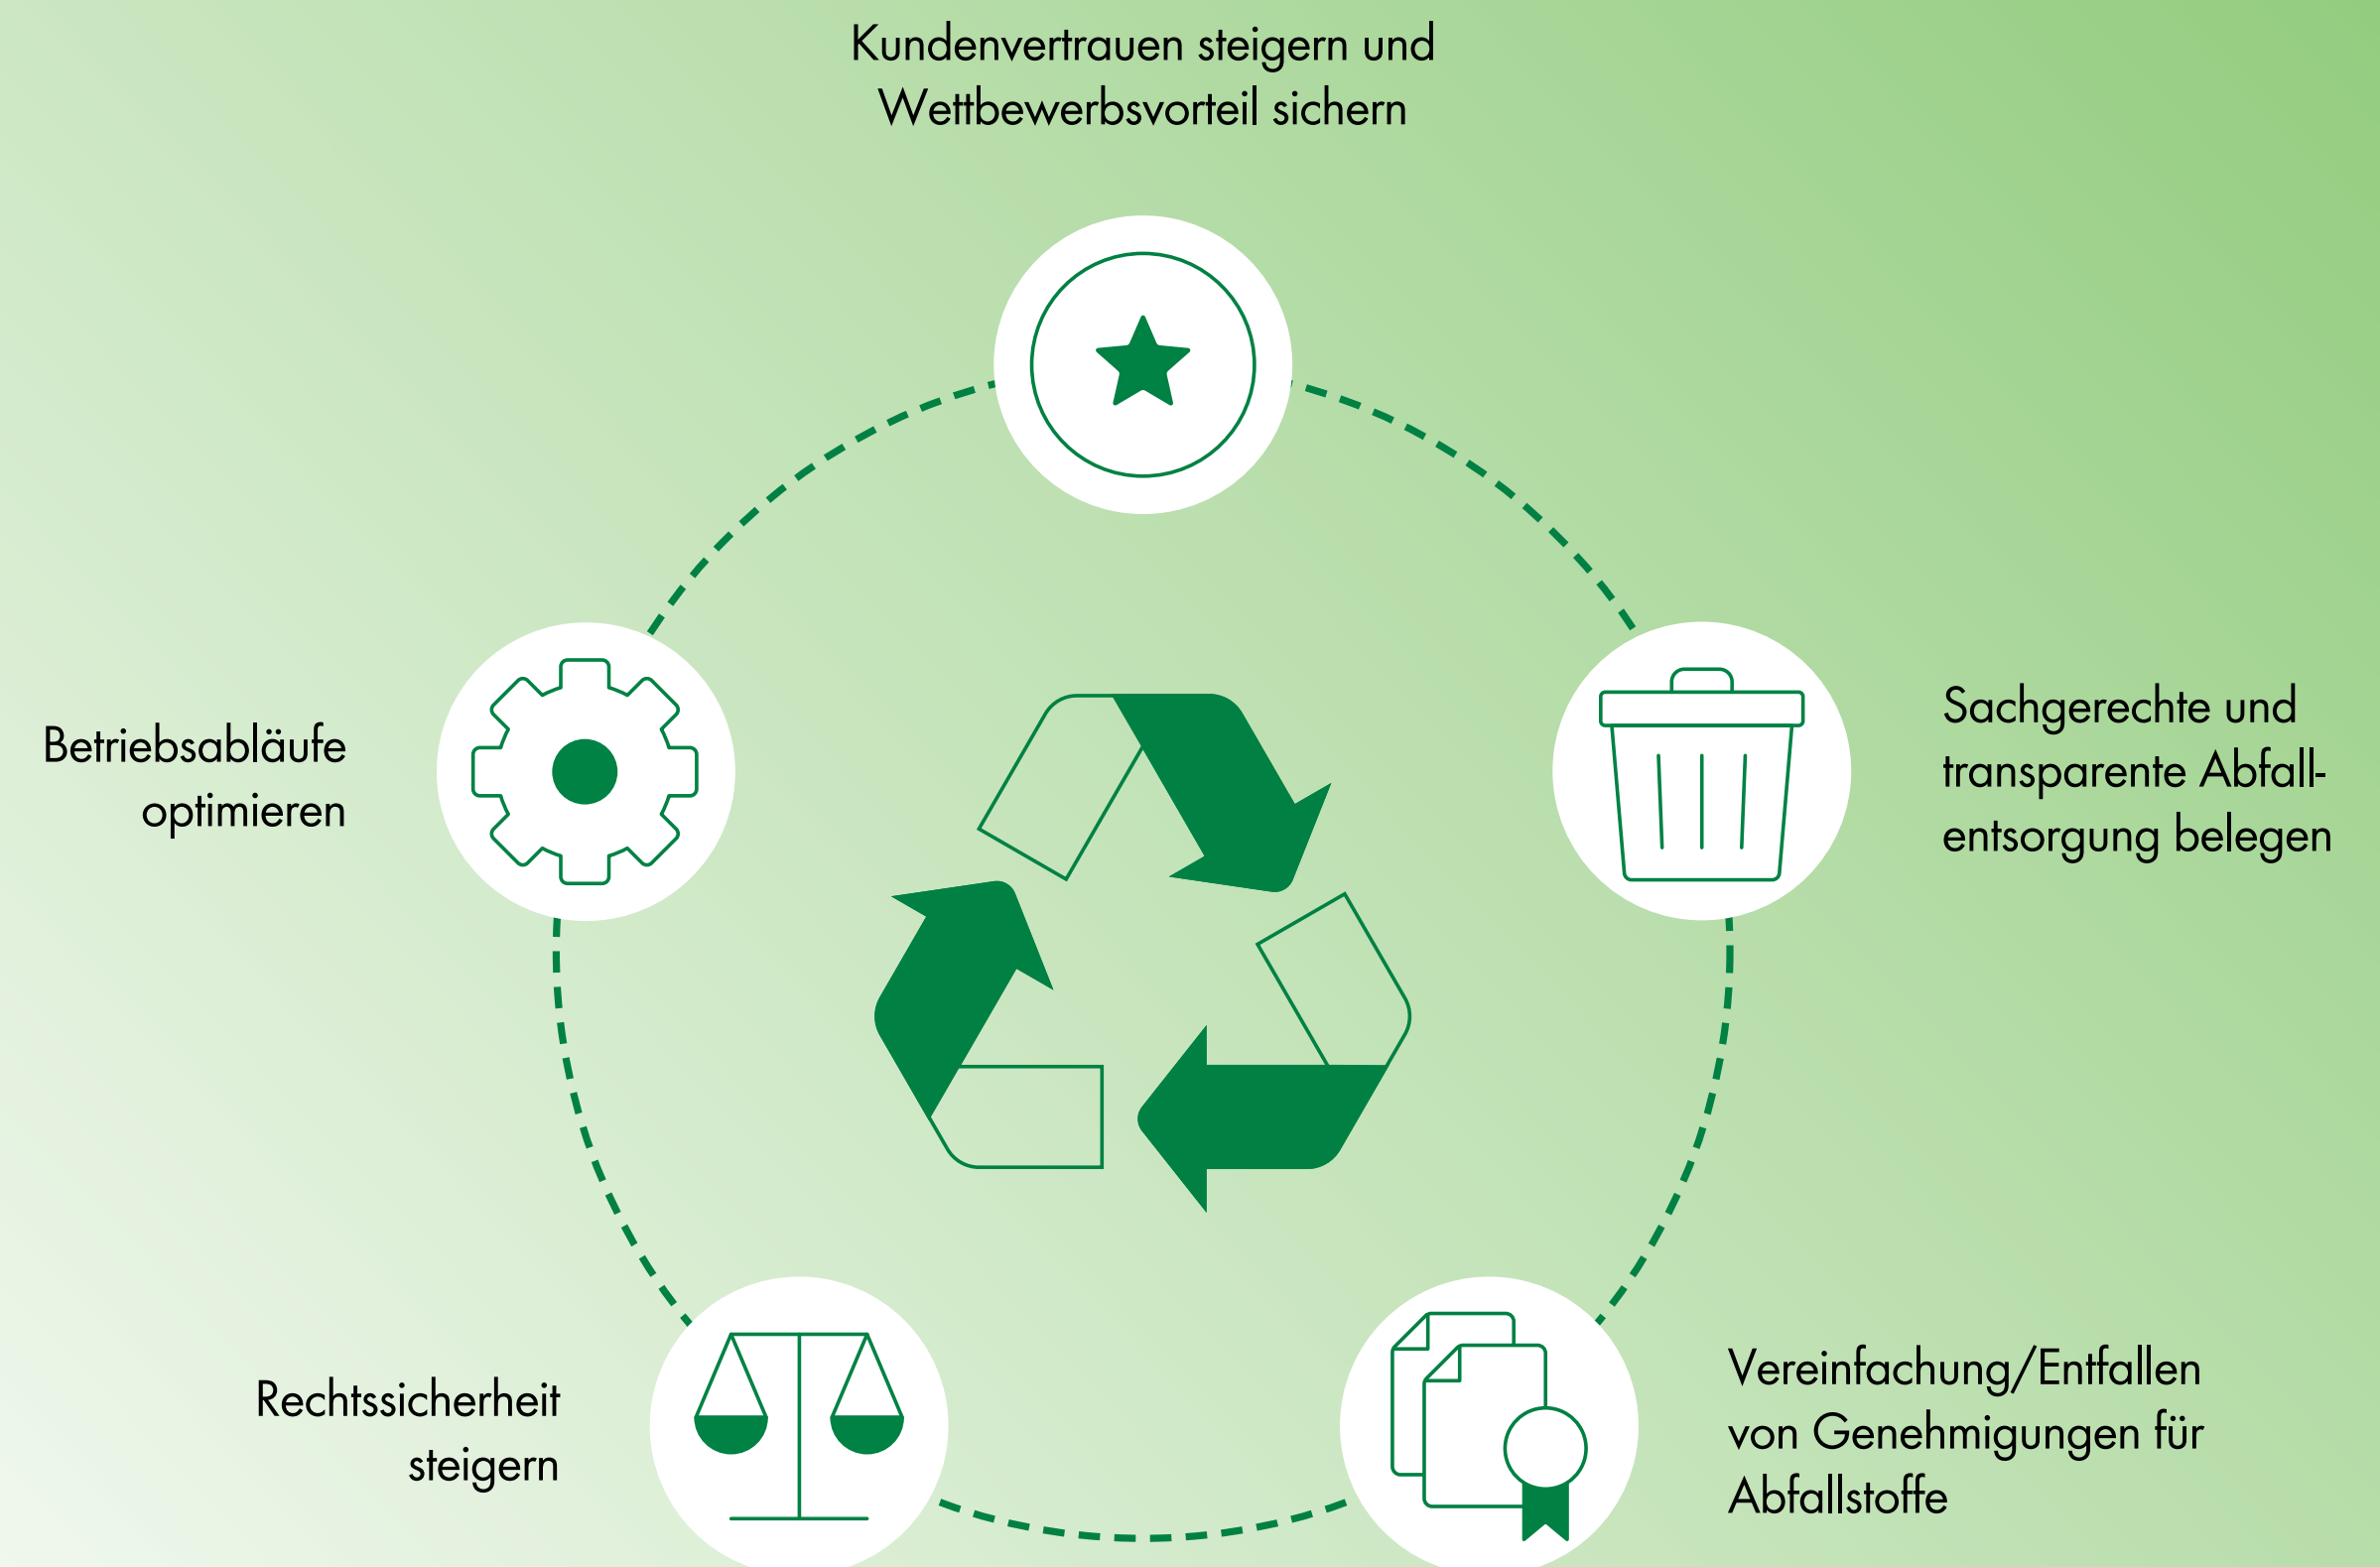 Kundenvertrauen steigern und
Wettbewerbsvorteil sichern
Sachgerechte und
transparente Abfall-
entsorgung belegen
Vereinfachung/Entfallen
von Genehmigungen für
Abfallstoffe
Rechtssicherheit
steigern
Betriebsabläufe
optimieren